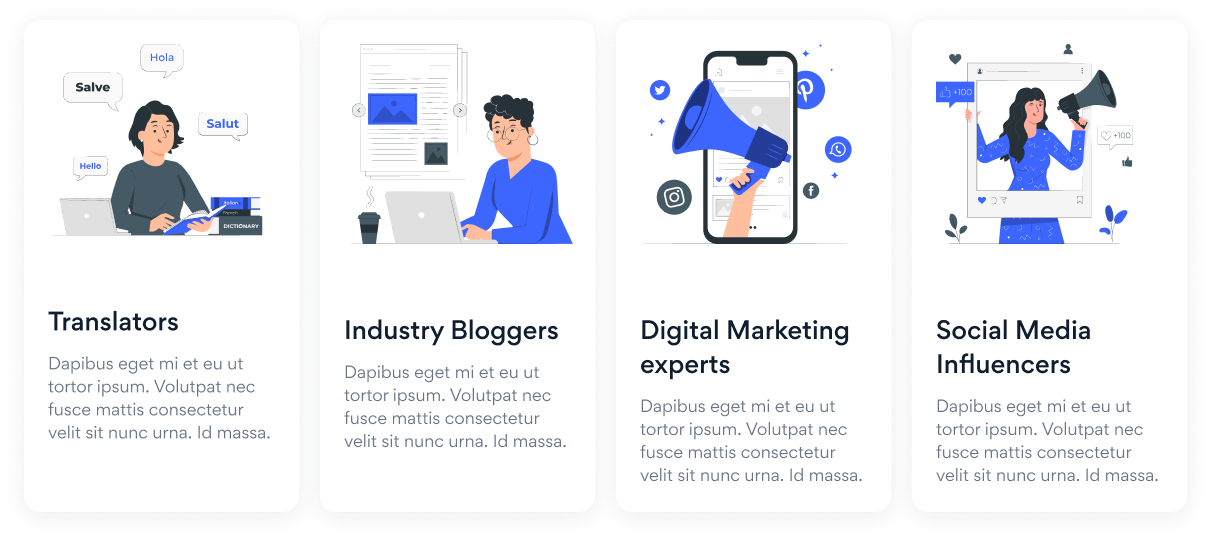 Hola
Salve
Salut
Hello
Italian
French
DICTIONARY
Translators
Dapibus eget mi et eu ut
tortor ipsum. Volutpat nec
fusce mattis consectetur
velit sit nunc urna. Id massa.
Industry Bloggers
Dapibus eget mi et eu ut
tortor ipsum. Volutpat nec
fusce mattis consectetur
velit sit nunc urna. Id massa.
Digital Marketing
experts
Dapibus eget mi et eu ut
tortor ipsum. Volutpat nec
fusce mattis consectetur
velit sit nunc urna. Id massa.
+100
+100
Social Media
Influencers
Dapibus eget mi et eu ut
tortor ipsum. Volutpat nec
fusce mattis consectetur
velit sit nunc urna. Id massa.